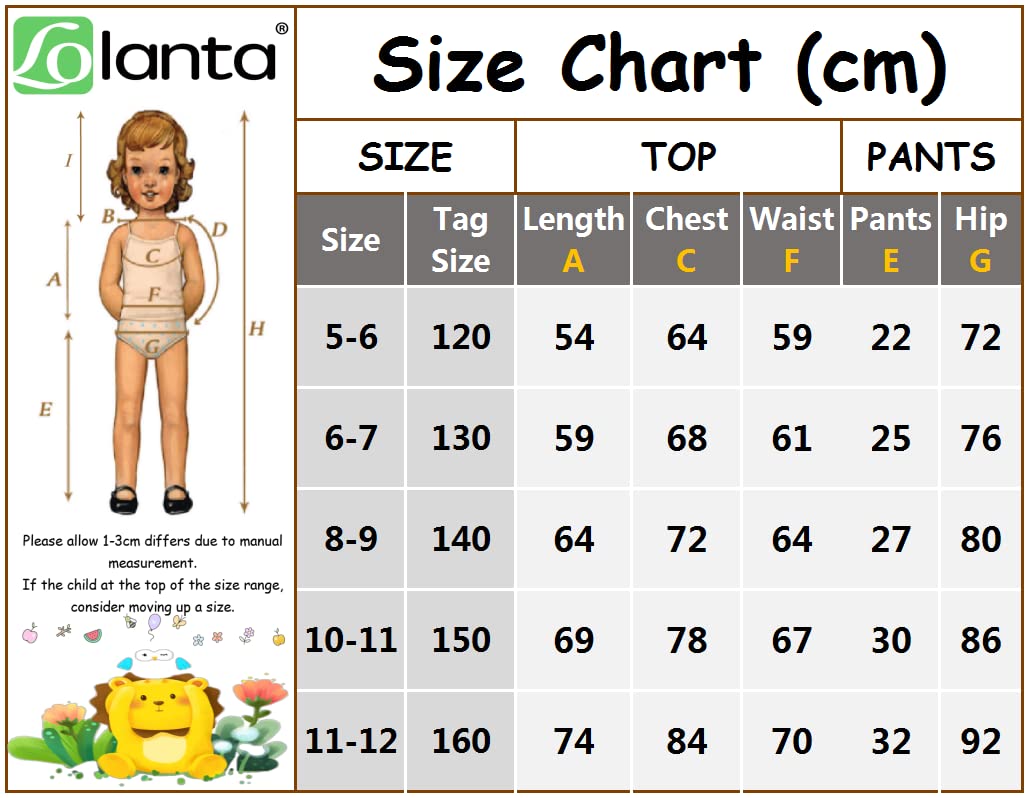 Lolanta®
Size Chart (cm)
SIZE TOP PANTS
Size Tag Size Length A Chest C Waist F Pants E Hip G
5-6 120 54 64 59 22 72
6-7 130 59 68 61 25 76
8-9 140 64 72 64 27 80
10-11 150 69 78 67 30 86
11-12 160 74 84 70 32 92
I
B
D
C
A
F
H
G
E
Please allow 1-3cm differs due to manual
measurement.
If the child at the top of the size range,
consider moving up a size.